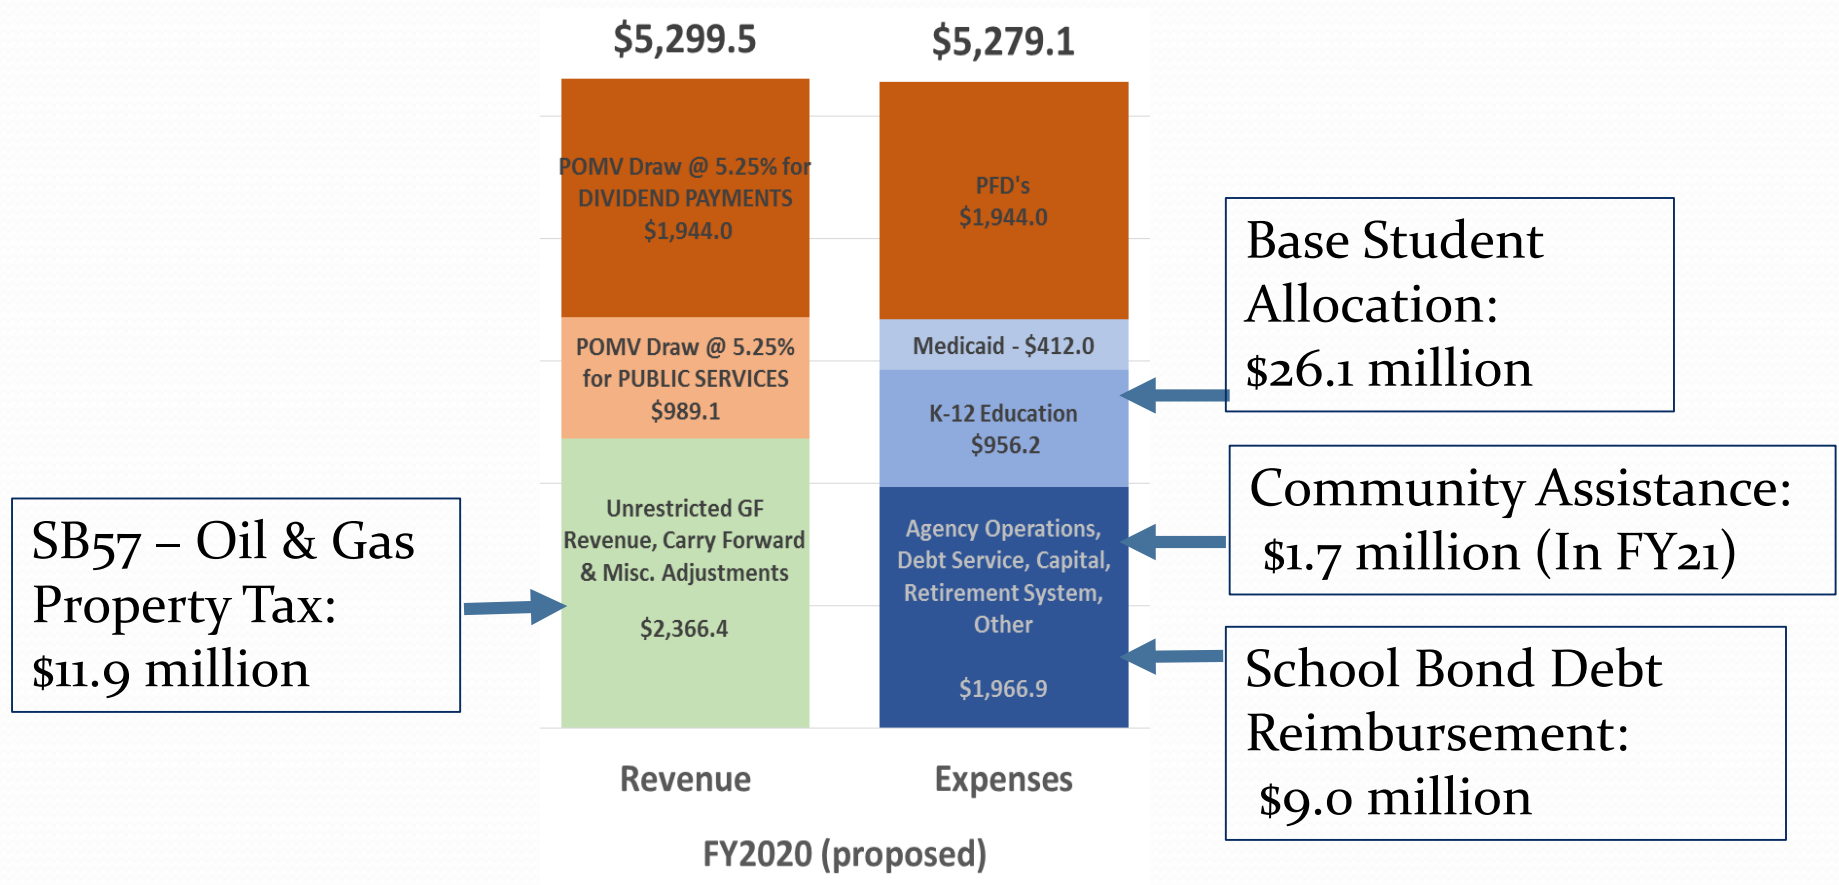 $5,299.5
POMV Draw @ 5.25% for
DIVIDEND PAYMENTS
$1,944.0
POMV Draw @ 5.25%
for PUBLIC SERVICES
$989.1
Unrestricted GF
Revenue, Carry Forward
& Misc. Adjustments
$2,366.4
Revenue
$5,279.1
PFD's
$1,944.0
Medicaid - $412.0
K-12 Education
$956.2
Agency Operations,
Debt Service, Capital,
Retirement System,
Other
$1,966.9
Expenses
FY2020 (proposed)
SB57 – Oil & Gas
Property Tax:
$11.9 million
Base Student
Allocation:
$26.1 million
Community Assistance:
$1.7 million (In FY21)
School Bond Debt
Reimbursement:
$9.0 million